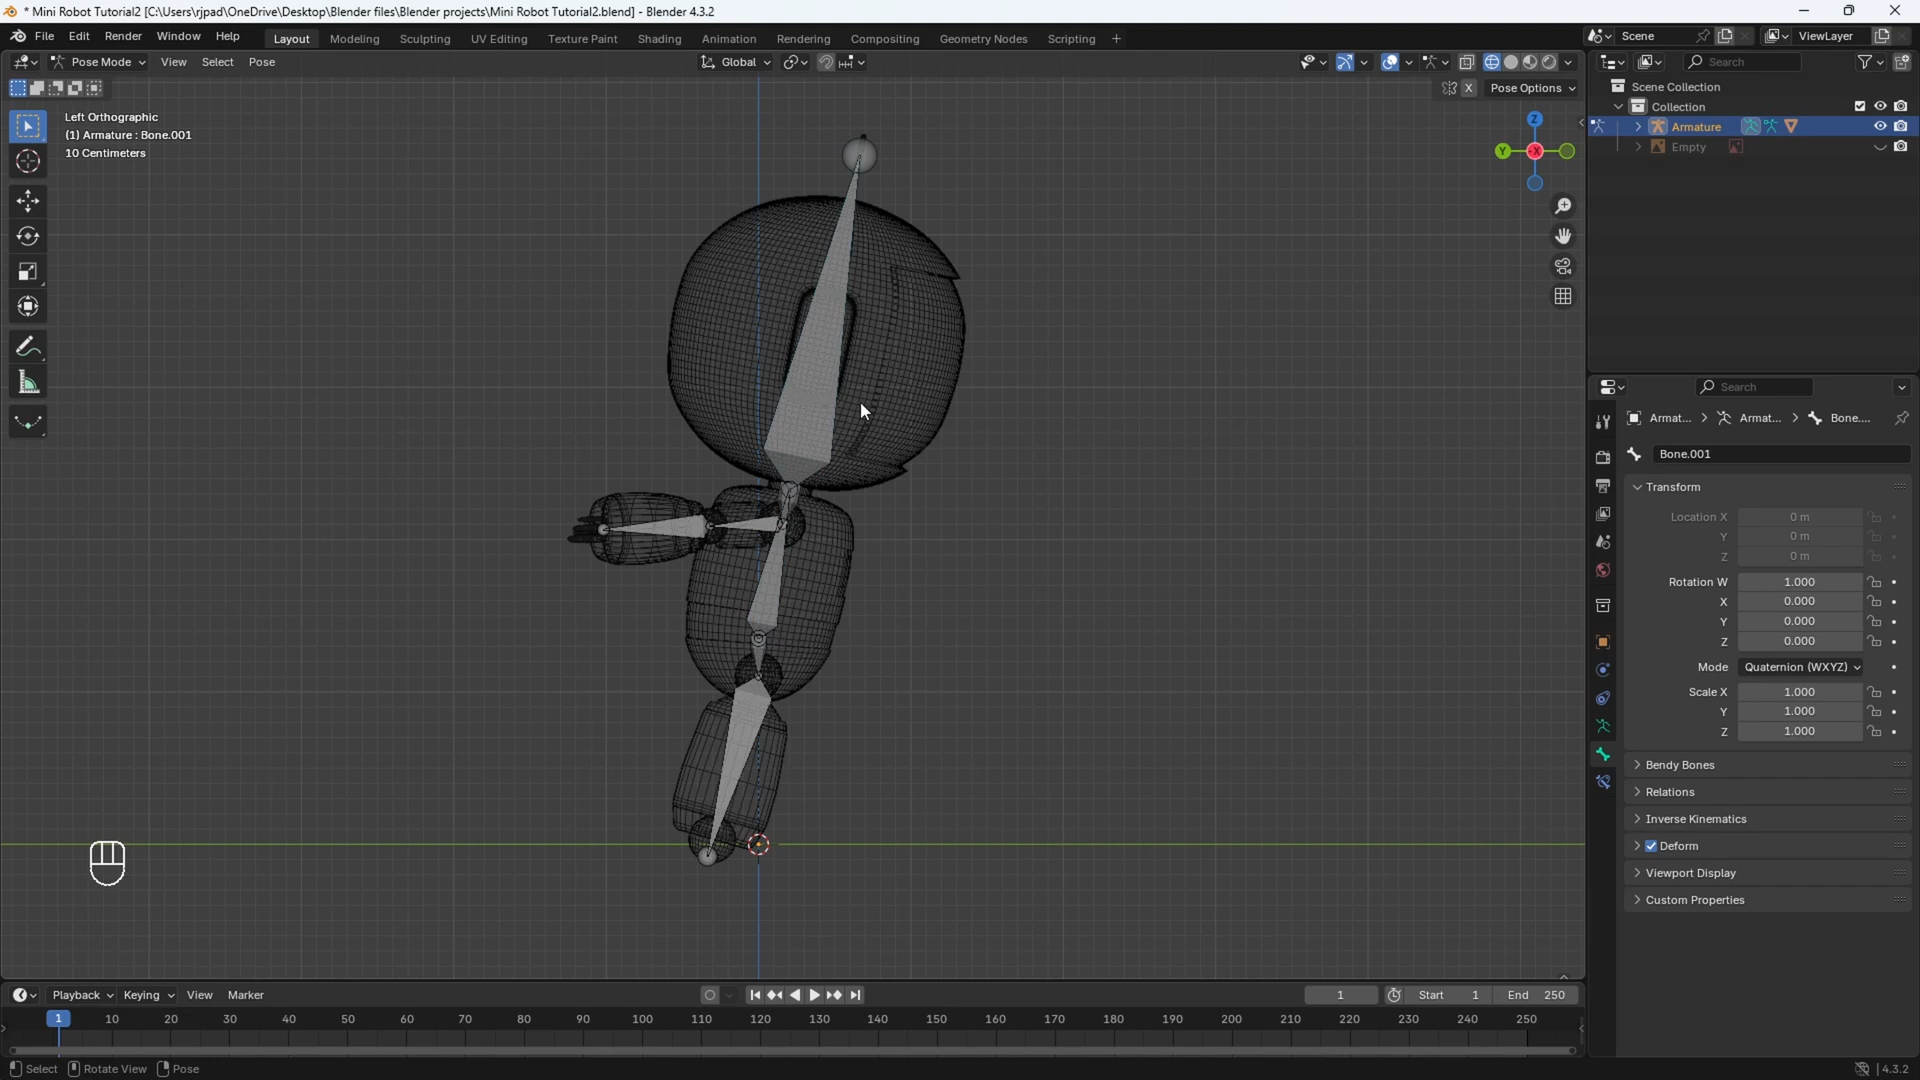 * Mini Robot Tutorial2 [C:\Users\rjpad\OneDrive\Desktop\Blender files\Blender projects\Mini Robot Tutorial2.blend] - Blender 4.3.2
File Edit Render Window Help Layout Modeling Sculpting UV Editing Texture Paint Shading Animation Rendering Compositing Geometry Nodes Scripting + Scene ViewLayer
Pose Mode View Select Pose Global Search
X Pose Options Scene Collection
Left Orthographic Collection
(1) Armature : Bone.001 Armature
10 Centimeters Empty
Z
Y -X
Search
Armat... > Armat... > Bone....
Bone.001
Transform
Location X 0 m
Y 0 m
Z 0 m
Rotation W 1.000
X 0.000
Y 0.000
Z 0.000
Mode Quaternion (WXYZ)
Scale X 1.000
Y 1.000
Z 1.000
Bendy Bones
Relations
Inverse Kinematics
Deform
Viewport Display
Custom Properties
Playback Keying View Marker 1 Start 1 End 250
1 10 20 30 40 50 60 70 80 90 100 110 120 130 140 150 160 170 180 190 200 210 220 230 240 250
Select Rotate View Pose 4.3.2